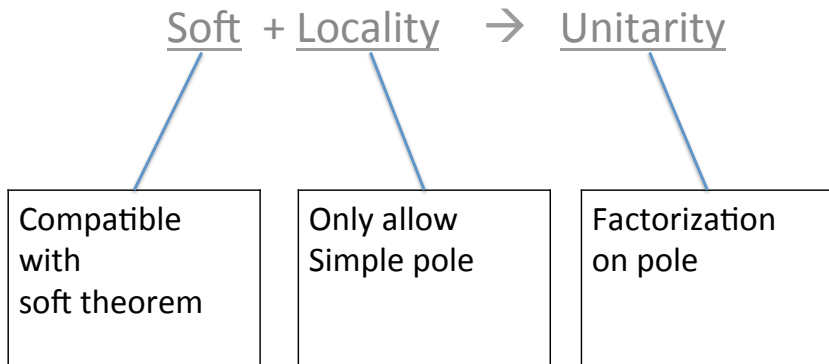 Soft + Locality → Unitarity
Compatible
with
soft theorem
Only allow
Simple pole
Factorization
on pole